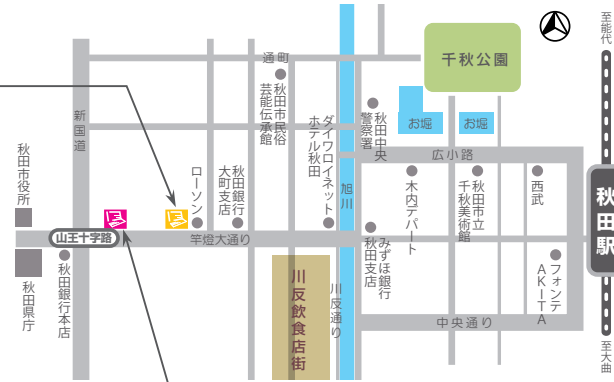 至能代
千秋公園
通町
秋田市民俗
芸能伝承館
秋田中央
警察署
お堀
お堀
新国道
広小路
ダイワロイネット
ホテル秋田
旭川
秋田市役所
ローソン
秋田銀行
大町支店
木内デパート
秋田市立
千秋美術館
西武
秋田駅
山王十字路
竿燈大通り
みずほ銀行
秋田支店
フォンテ
AKITA
秋田県庁
秋田銀行本店
川反飲食店街
川反通り
中央通り
至大曲